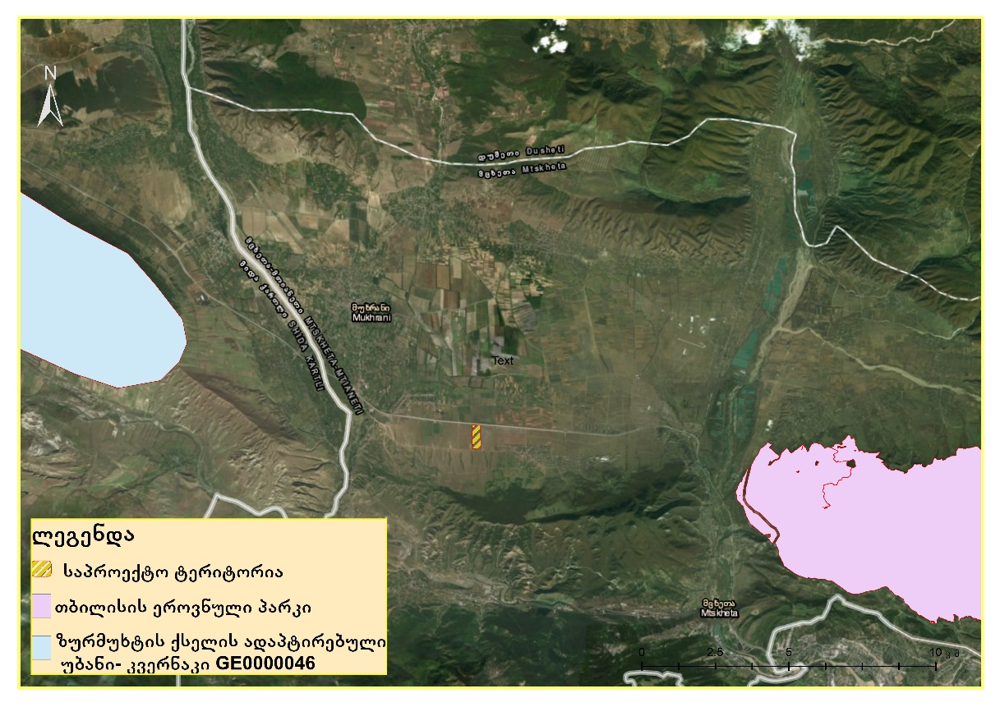 N
დუშეთი Dusheti
მცხეთა Mtskheta
მცხეთა-მთიანეთი MTSKHETA-MTIANETI
შიდა ქართლი SHIDA KARTLI
მუხრანი
Mukhrani
Text
მცხეთა
Mtskheta
0 2.5 5 10 კმ
ლეგენდა
საპროექტო ტერიტორია
თბილისის ეროვნული პარკი
ზურმუხტის ქსელის ადაპტირებული
უბანი- კვერნაკი GE0000046